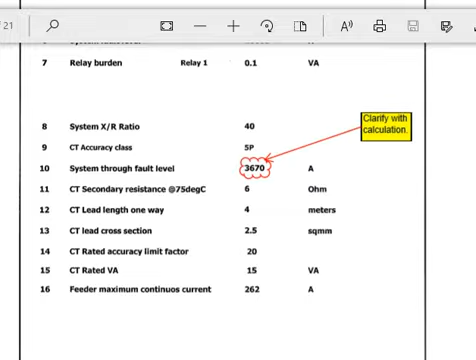 of 21
7 Relay burden Relay 1 0.1 VA
8 System X/R Ratio 40
Clarify with
calculation.
9 CT Accuracy class 5P
10 System through fault level 3670 A
11 CT Secondary resistance @75degC 6 Ohm
12 CT Lead length one way 4 meters
13 CT lead cross section 2.5 sqmm
14 CT Rated accuracy limit factor 20
15 CT Rated VA 15 VA
16 Feeder maximum continuos current 262 A